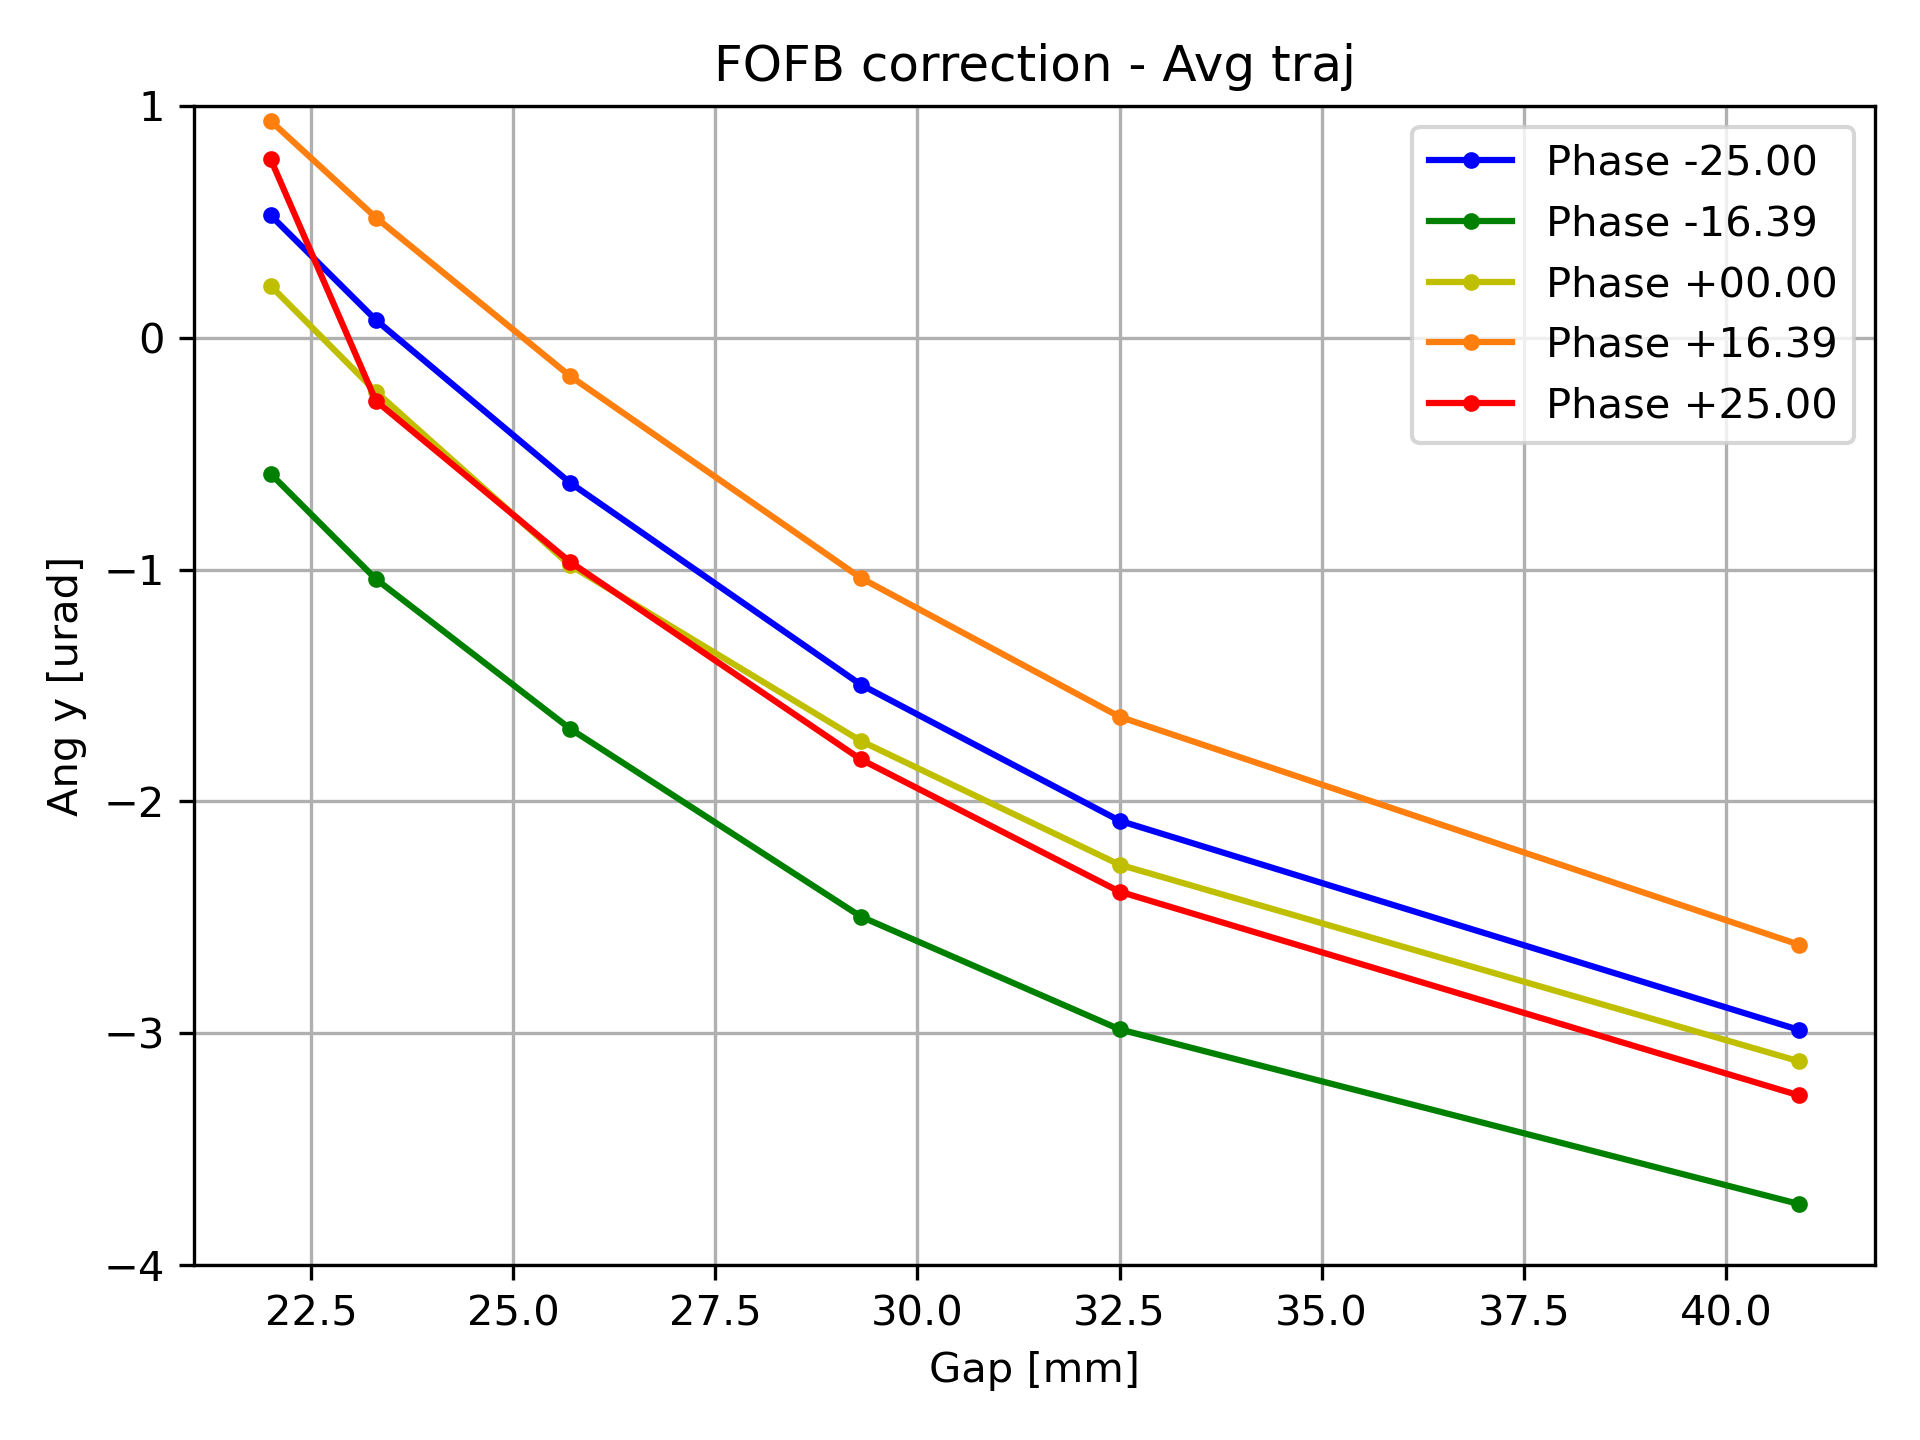 FOFB correction - Avg traj
1
0
−1
−2
−3
−4
Ang y [urad]
Phase -25.00
Phase -16.39
Phase +00.00
Phase +16.39
Phase +25.00
22.5 25.0 27.5 30.0 32.5 35.0 37.5 40.0
Gap [mm]